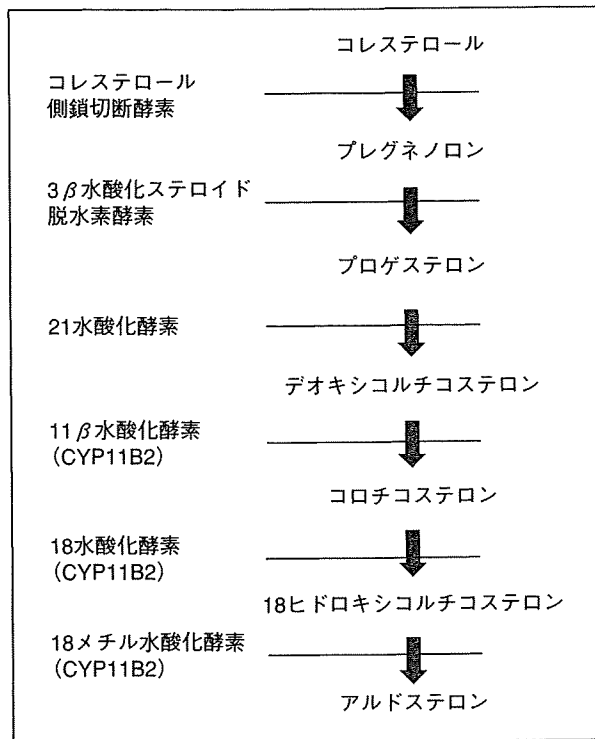 コレステロール
コレステロール
側鎖切断酵素
プレグネノロン
3β水酸化ステロイド
脱水素酵素
プロゲステロン
21水酸化酵素
デオキシコルチコステロン
11β水酸化酵素
(CYP11B2)
コロチコステロン
18水酸化酵素
(CYP11B2)
18ヒドロキシコルチコステロン
18メチル水酸化酵素
(CYP11B2)
アルドステロン